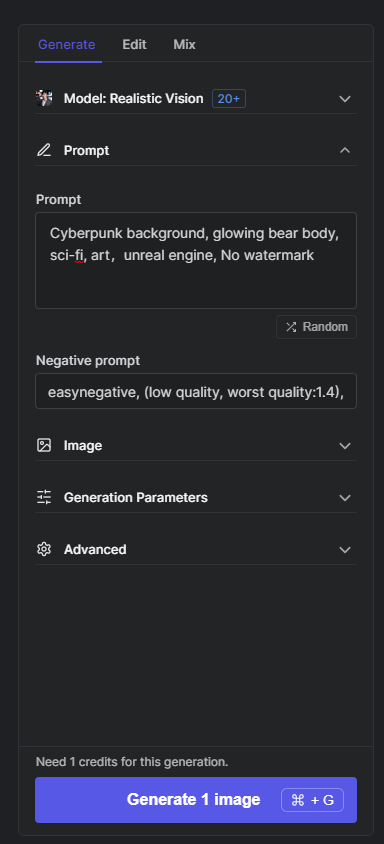 Generate Edit Mix
Model: Realistic Vision 20+
Prompt
Prompt
Cyberpunk background, glowing bear body,
sci-fi, art，unreal engine, No watermark
Random
Negative prompt
easynegative, (low quality, worst quality:1.4),
Image
Generation Parameters
Advanced
Need 1 credits for this generation.
Generate 1 image ⌘ + G